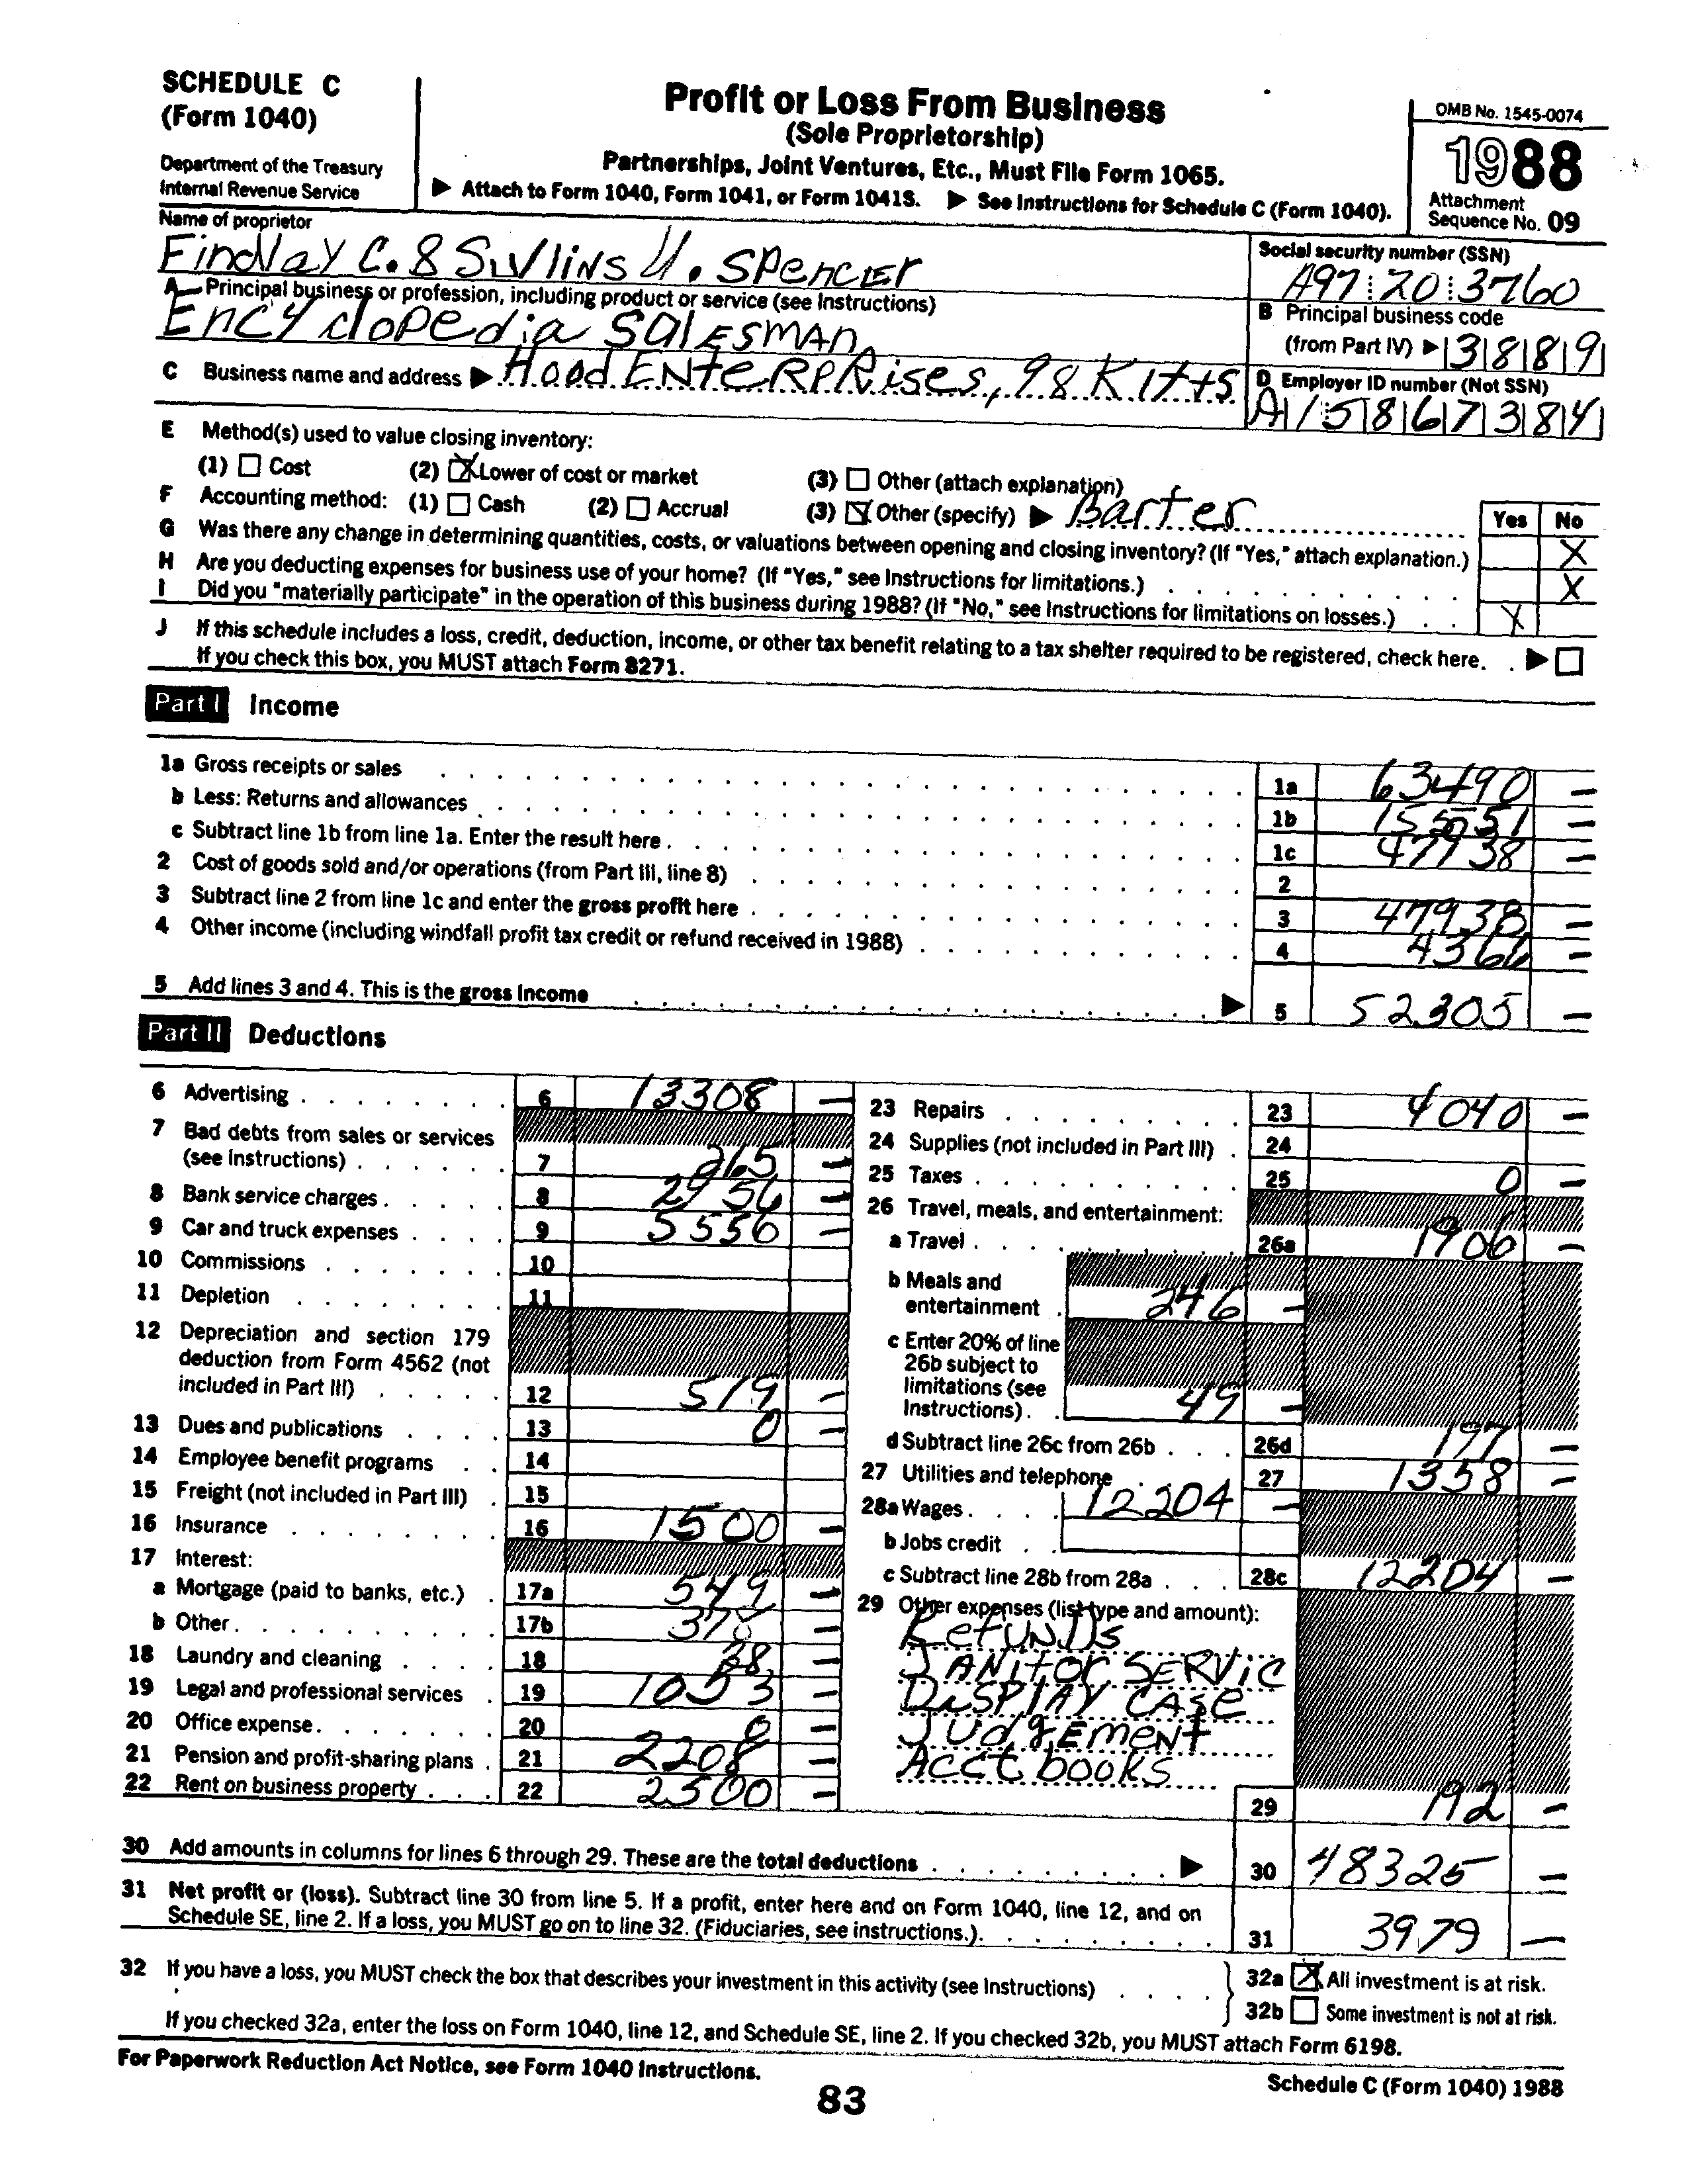 SCHEDULE C
(Form 1040)
Department of the Treasury
Internal Revenue Service
Profit or Loss From Business
(Sole Proprietorship)
Partnerships, Joint Ventures, Etc., Must File Form 1065.
▶ Attach to Form 1040, Form 1041, or Form 1041S. ▶ See Instructions for Schedule C (Form 1040).
OMB No. 1545-0074
1988
Attachment
Sequence No. 09
Name of proprietor
Findlay C. & U. Spencer
Social security number (SSN)
A97 20 3760
A Principal business or profession, including product or service (see Instructions)
Encyclopedia Salesman
B Principal business code
(from Part IV) ▶ 3889
C Business name and address ▶ Hood Enterprises, 98 Kitts
D Employer ID number (Not SSN)
A1 5867384
E Method(s) used to value closing inventory:
(1) Cost (2) X Lower of cost or market (3) Other (attach explanation)
F Accounting method: (1) Cash (2) Accrual (3) X Other (specify) ▶ Barter
Yes No
G Was there any change in determining quantities, costs, or valuations between opening and closing inventory? (If "Yes," attach explanation.) X
H Are you deducting expenses for business use of your home? (If "Yes," see Instructions for limitations.) X
I Did you "materially participate" in the operation of this business during 1988? (If "No," see Instructions for limitations on losses.) X
J If this schedule includes a loss, credit, deduction, income, or other tax benefit relating to a tax shelter required to be registered, check here. ▶
If you check this box, you MUST attach Form 8271.
Part I Income
1a Gross receipts or sales 1a 63490 —
b Less: Returns and allowances 1b 15551 —
c Subtract line 1b from line 1a. Enter the result here 1c 47938 —
2 Cost of goods sold and/or operations (from Part III, line 8) 2
3 Subtract line 2 from line 1c and enter the gross profit here 3 47938 —
4 Other income (including windfall profit tax credit or refund received in 1988) 4 4366 —
5 Add lines 3 and 4. This is the gross income ▶ 5 52305 —
Part II Deductions
6 Advertising 6 13308 —
7 Bad debts from sales or services
(see Instructions) 7 265 —
8 Bank service charges 8 2956 —
9 Car and truck expenses 9 5556 —
10 Commissions 10
11 Depletion 11
12 Depreciation and section 179
deduction from Form 4562 (not
included in Part III) 12 519 —
13 Dues and publications 13 0 —
14 Employee benefit programs 14
15 Freight (not included in Part III) 15
16 Insurance 16 1500 —
17 Interest:
a Mortgage (paid to banks, etc.) 17a 549 —
b Other 17b —
18 Laundry and cleaning 18 —
19 Legal and professional services 19 1053 —
20 Office expense 20 0 —
21 Pension and profit-sharing plans 21 2208 —
22 Rent on business property 22 2500 —
23 Repairs 23 4040 —
24 Supplies (not included in Part III) 24
25 Taxes 25 0 —
26 Travel, meals, and entertainment:
a Travel 26a 1906 —
b Meals and
entertainment 246 —
c Enter 20% of line
26b subject to
limitations (see
Instructions) 49 —
d Subtract line 26c from 26b 26d 197 —
27 Utilities and telephone 27 1358 —
28a Wages 12204 —
b Jobs credit
c Subtract line 28b from 28a 28c 12204 —
29 Other expenses (list type and amount):
Refunds
Janitor Servic
Display Case
Judgement
Acct books
29 192 —
30 Add amounts in columns for lines 6 through 29. These are the total deductions ▶ 30 48325 —
31 Net profit or (loss). Subtract line 30 from line 5. If a profit, enter here and on Form 1040, line 12, and on
Schedule SE, line 2. If a loss, you MUST go on to line 32. (Fiduciaries, see instructions.) 31 3979 —
32 If you have a loss, you MUST check the box that describes your investment in this activity (see Instructions)
32a X All investment is at risk.
32b Some investment is not at risk.
If you checked 32a, enter the loss on Form 1040, line 12, and Schedule SE, line 2. If you checked 32b, you MUST attach Form 6198.
For Paperwork Reduction Act Notice, see Form 1040 Instructions.
Schedule C (Form 1040) 1988
83